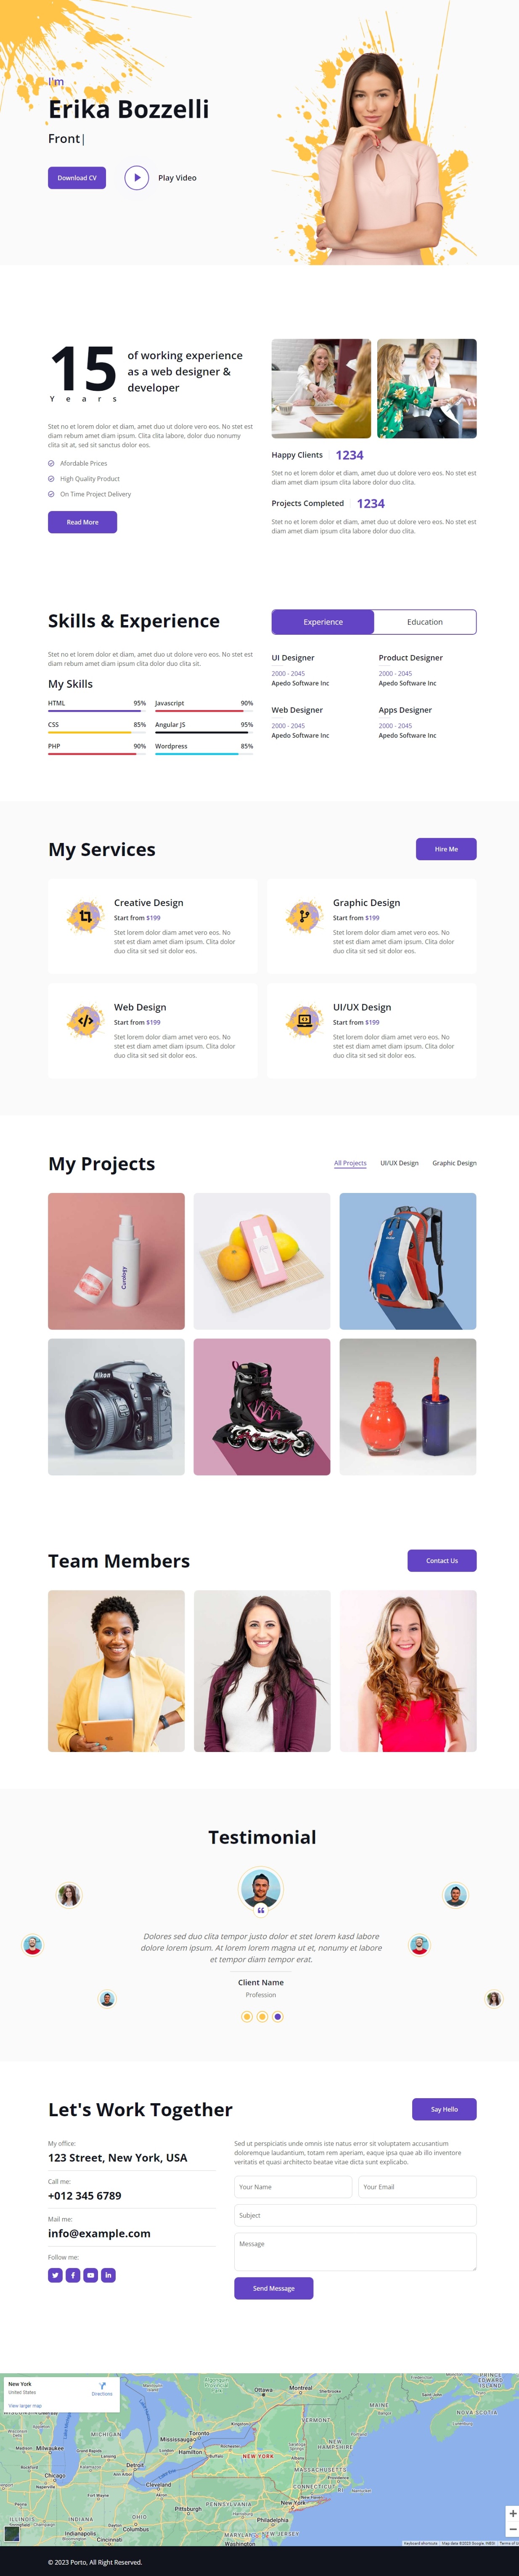 I'm
Erika Bozzelli
Front|
Download CV
Play Video
15
Years
of working experience
as a web designer &
developer
Stet no et lorem dolor et diam, amet duo ut dolore vero eos. No stet est
diam rebum amet diam ipsum. Clita clita labore, dolor duo nonumy
clita sit at, sed sit sanctus dolor eos.
Afordable Prices
High Quality Product
On Time Project Delivery
Read More
Happy Clients
1234
Stet no et lorem dolor et diam, amet duo ut dolore vero eos. No stet est
diam rebum amet diam ipsum clita labore dolor duo clita.
Projects Completed
1234
Stet no et lorem dolor et diam, amet duo ut dolore vero eos. No stet est
diam rebum amet diam ipsum clita labore dolor duo clita.
Skills & Experience
Stet no et lorem dolor et diam, amet duo ut dolore vero eos. No stet est
diam rebum amet diam ipsum clita labore dolor duo clita sit.
My Skills
HTML 95%
Javascript 90%
CSS 85%
Angular JS 95%
PHP 90%
Wordpress 85%
Experience
Education
UI Designer
2000 - 2045
Apedo Software Inc
Product Designer
2000 - 2045
Apedo Software Inc
Web Designer
2000 - 2045
Apedo Software Inc
Apps Designer
2000 - 2045
Apedo Software Inc
My Services
Hire Me
Creative Design
Start from $199
Stet lorem dolor diam amet vero eos. No
stet est diam amet diam ipsum. Clita dolor
duo clita sit sed sit dolor eos.
Graphic Design
Start from $199
Stet lorem dolor diam amet vero eos. No
stet est diam amet diam ipsum. Clita dolor
duo clita sit sed sit dolor eos.
Web Design
Start from $199
Stet lorem dolor diam amet vero eos. No
stet est diam amet diam ipsum. Clita dolor
duo clita sit sed sit dolor eos.
UI/UX Design
Start from $199
Stet lorem dolor diam amet vero eos. No
stet est diam amet diam ipsum. Clita dolor
duo clita sit sed sit dolor eos.
My Projects
All Projects
UI/UX Design
Graphic Design
Curology
Nikon
Team Members
Contact Us
Testimonial
Dolores sed duo clita tempor justo dolor et stet lorem kasd labore
dolore lorem ipsum. At lorem lorem magna ut et, nonumy et labore
et tempor diam tempor erat.
Client Name
Profession
Let's Work Together
Say Hello
My office:
123 Street, New York, USA
Call me:
+012 345 6789
Mail me:
info@example.com
Follow me:
Sed ut perspiciatis unde omnis iste natus error sit voluptatem accusantium
doloremque laudantium, totam rem aperiam, eaque ipsa quae ab illo inventore
veritatis et quasi architecto beatae vitae dicta sunt explicabo.
Your Name
Your Email
Subject
Message
Send Message
New York
United States
Directions
View larger map
Ottawa
Montreal
MAINE
NOVA SCOTIA
PRINCE
EDWARD
ISLAND
VERMONT
Toronto
Mississauga
Hamilton
London
NEW
HAMPSHIRE
MICHIGAN
Milwaukee
Madison
NEW YORK
MASSACHUSETTS
Detroit
Chicago
CONNECTICUT
Cleveland
New York
PENNSYLVANIA
Pittsburgh
Philadelphia
OHIO
Columbus
ILLINOIS
INDIANA
Indianapolis
Cincinnati
MARYLAND
NEW JERSEY
Keyboard shortcuts
Map data ©2023 Google, INEGI
© 2023 Porto, All Right Reserved.